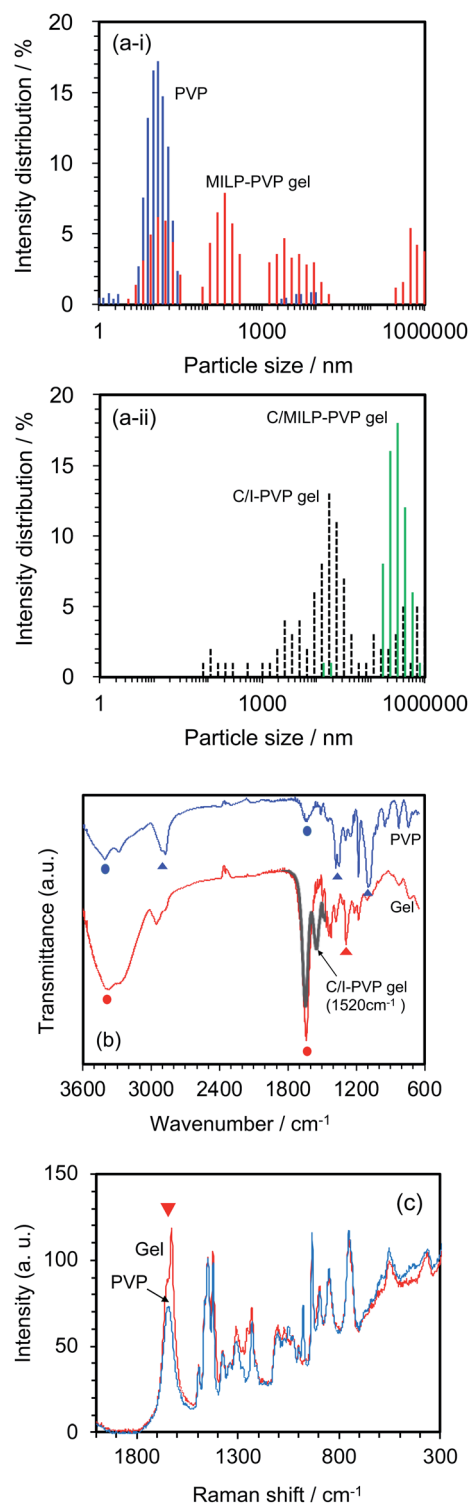 (a-i)
PVP
MILP-PVP gel
20
15
10
5
0
Intensity distribution / %
1
1000
1000000
Particle size / nm
(a-ii)
C/MILP-PVP gel
C/I-PVP gel
20
15
10
5
0
Intensity distribution / %
1
1000
1000000
Particle size / nm
PVP
Gel
C/I-PVP gel
(1520cm⁻¹ )
(b)
Transmittance (a.u.)
3600 3000 2400 1800 1200 600
Wavenumber / cm⁻¹
(c)
Gel
PVP
150
100
50
0
Intensity (a. u.)
1800 1300 800 300
Raman shift / cm⁻¹